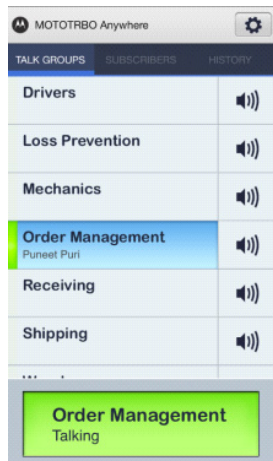 MOTOTRBO Anywhere
TALK GROUPS SUBSCRIBERS HISTORY
Drivers
Loss Prevention
Mechanics
Order Management
Puneet Puri
Receiving
Shipping
Order Management
Talking